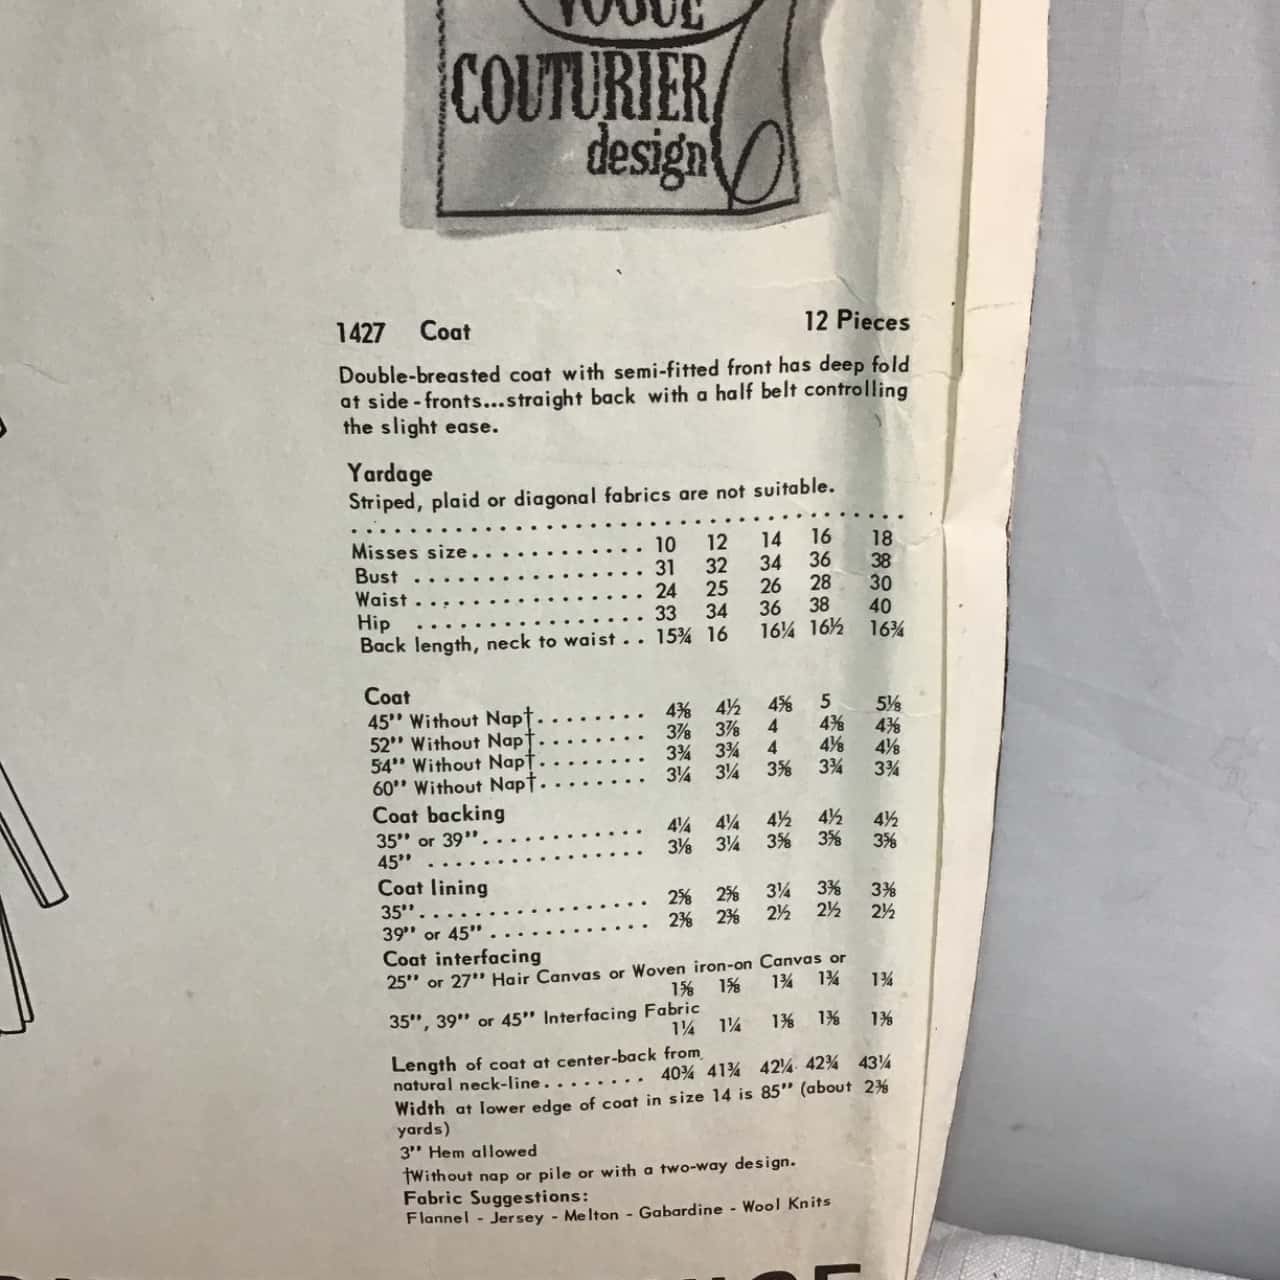 VOGUE
COUTURIER
design
1427 Coat 12 Pieces
Double-breasted coat with semi-fitted front has deep fold
at side-fronts...straight back with a half belt controlling
the slight ease.
Yardage
Striped, plaid or diagonal fabrics are not suitable.
Misses size............ 10 12 14 16 18
Bust ................ 31 32 34 36 38
Waist................ 24 25 26 28 30
Hip ................ 33 34 36 38 40
Back length, neck to waist.. 15¾ 16 16¼ 16½ 16¾
Coat
45" Without Nap†........ 4⅜ 4½ 4⅝ 5 5⅛
52" Without Nap†........ 3⅞ 3⅞ 4 4⅜ 4⅜
54" Without Nap†........ 3¾ 3¾ 4 4⅛ 4⅛
60" Without Nap†........ 3¼ 3¼ 3⅝ 3¾ 3¾
Coat backing
35" or 39"............ 4¼ 4¼ 4½ 4½ 4½
45" ................ 3⅛ 3¼ 3⅝ 3⅝ 3⅝
Coat lining
35"................. 2⅝ 2⅝ 3¼ 3⅜ 3⅜
39" or 45"............ 2⅜ 2⅜ 2½ 2½ 2½
Coat interfacing
25" or 27" Hair Canvas or Woven iron-on Canvas or
1⅝ 1⅝ 1¾ 1¾ 1¾
35", 39" or 45" Interfacing Fabric
1¼ 1¼ 1⅜ 1⅜ 1⅜
Length of coat at center-back from
natural neck-line........ 40¾ 41¾ 42¼ 42¾ 43¼
Width at lower edge of coat in size 14 is 85" (about 2⅜
yards)
3" Hem allowed
†Without nap or pile or with a two-way design.
Fabric Suggestions:
Flannel - Jersey - Melton - Gabardine - Wool Knits